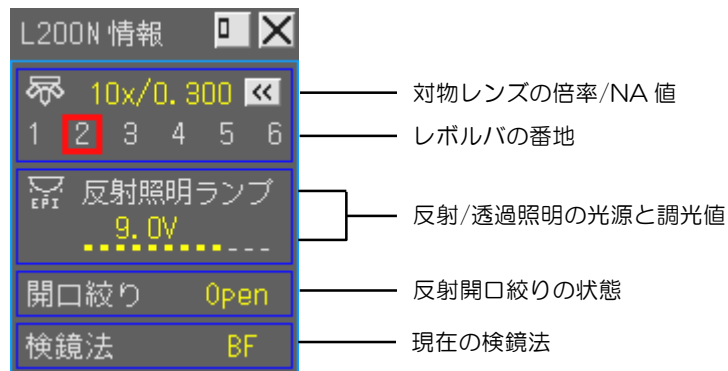 L200N 情報
10x/0.300 «
対物レンズの倍率/NA 値
1 2 3 4 5 6
レボルバの番地
EPI 反射照明ランプ
9.0V
反射/透過照明の光源と調光値
開口絞り Open
反射開口絞りの状態
検鏡法 BF
現在の検鏡法